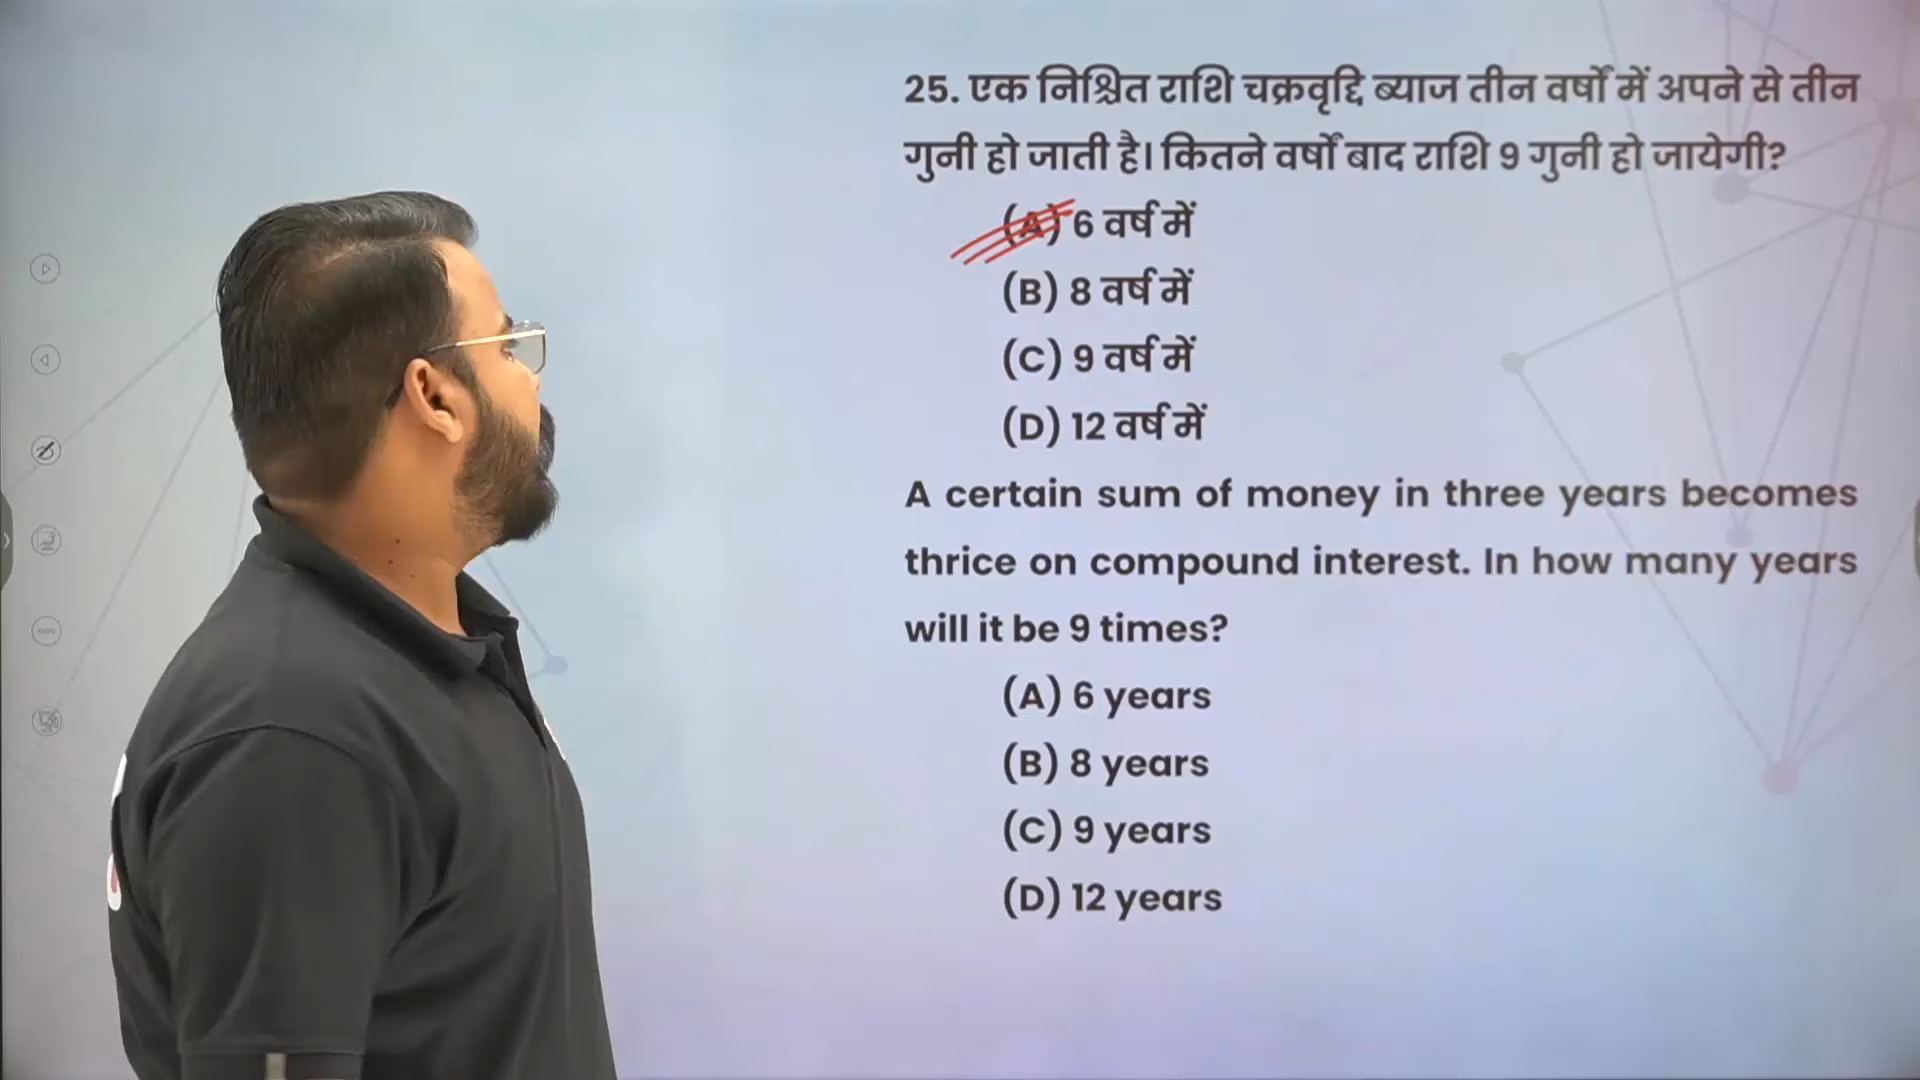 25. एक निश्चित राशि चक्रवृद्दि ब्याज तीन वर्षों में अपने से तीन
गुनी हो जाती है। कितने वर्षों बाद राशि 9 गुनी हो जायेगी?
(A) 6 वर्ष में
(B) 8 वर्ष में
(C) 9 वर्ष में
(D) 12 वर्ष में
A certain sum of money in three years becomes
thrice on compound interest. In how many years
will it be 9 times?
(A) 6 years
(B) 8 years
(C) 9 years
(D) 12 years